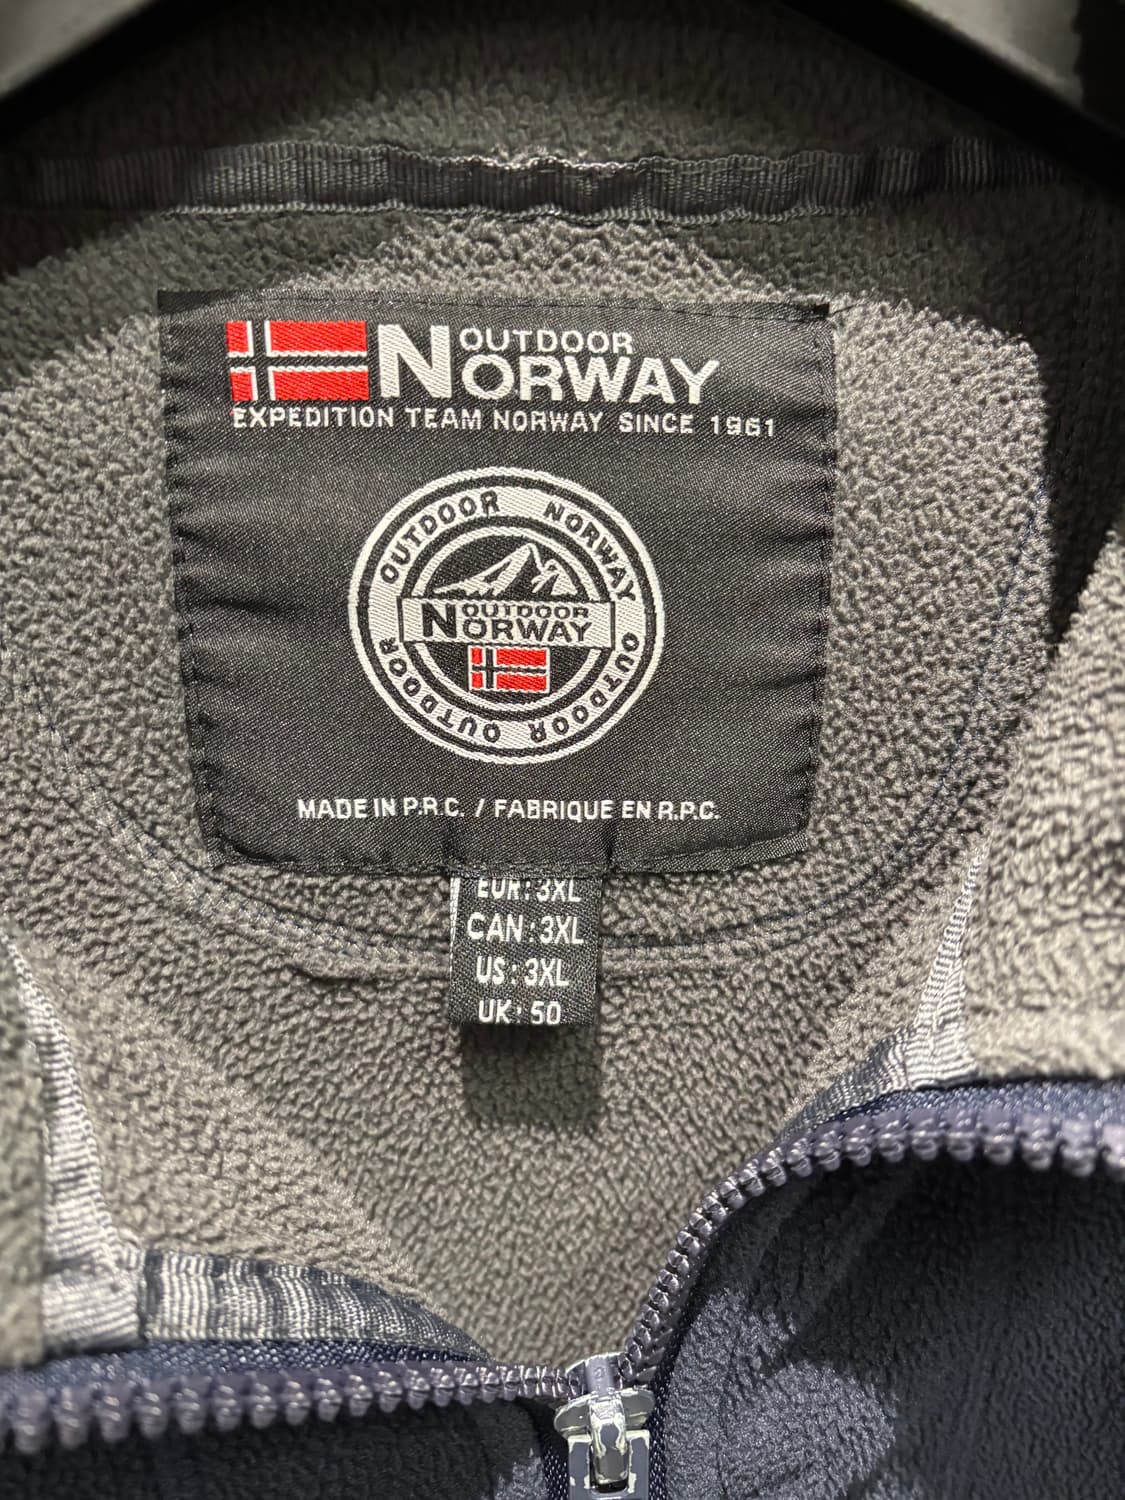 OUTDOOR
NORWAY
EXPEDITION TEAM NORWAY SINCE 1961
OUTDOOR NORWAY OUTDOOR OUTDOOR
OUTDOOR
NORWAY
MADE IN P.R.C. / FABRIQUE EN R.P.C.
EUR: 3XL
CAN: 3XL
US: 3XL
UK: 50